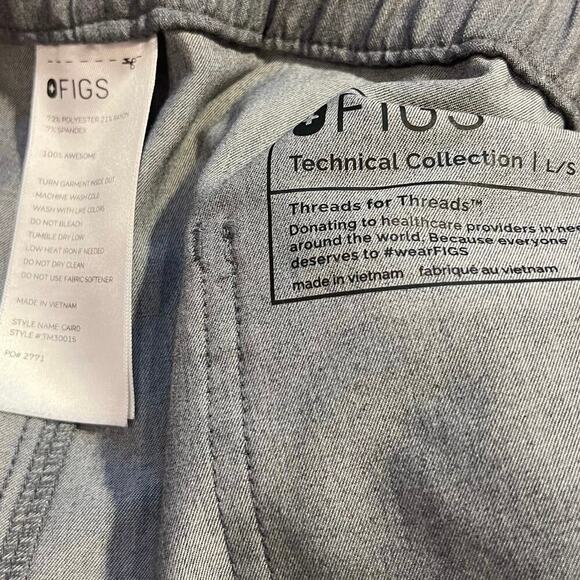 FIGS
72% POLYESTER 21% RAYON
7% SPANDEX
100% AWESOME
TURN GARMENT INSIDE OUT
MACHINE WASH COLD
WASH WITH LIKE COLORS
DO NOT BLEACH
TUMBLE DRY LOW
LOW HEAT IRON IF NEEDED
DO NOT DRY CLEAN
DO NOT USE FABRIC SOFTENER
MADE IN VIETNAM
STYLE NAME CAIRO
STYLE # TM30015
PO# 2771
FIGS
Technical Collection | L/S
Threads for Threads™
Donating to healthcare providers in nee
around the world. Because everyone
deserves to #wearFIGS
made in vietnam fabriqué au vietnam